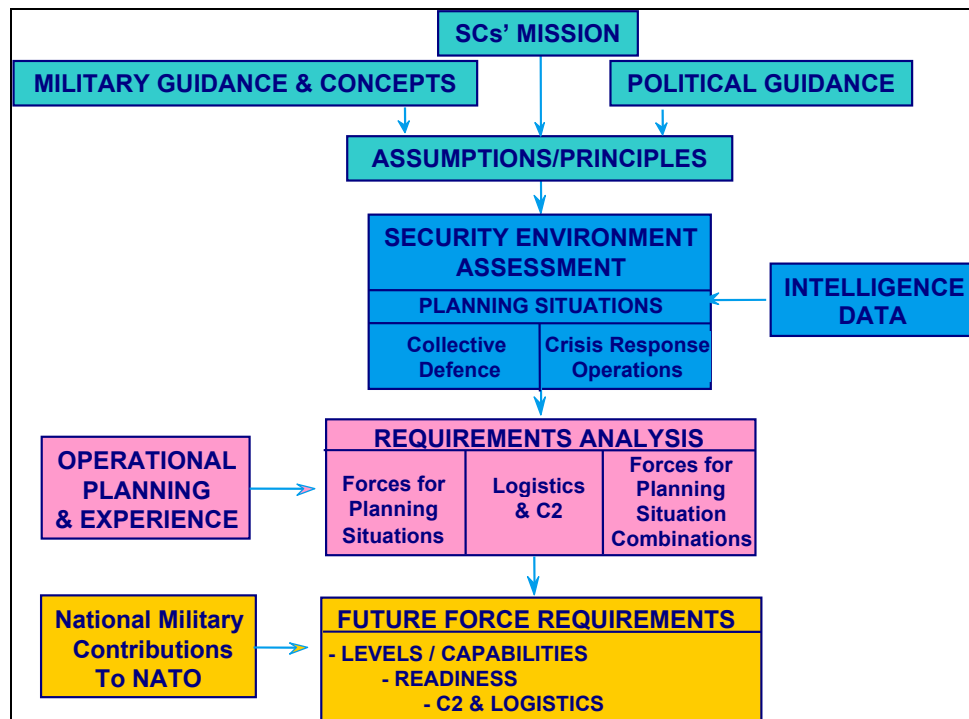 SCs’ MISSION
MILITARY GUIDANCE & CONCEPTS
POLITICAL GUIDANCE
ASSUMPTIONS/PRINCIPLES
SECURITY ENVIRONMENT
ASSESSMENT
PLANNING SITUATIONS
Collective
Defence
Crisis Response
Operations
INTELLIGENCE
DATA
REQUIREMENTS ANALYSIS
OPERATIONAL
PLANNING
& EXPERIENCE
Forces for
Planning
Situations
Logistics
& C2
Forces for
Planning
Situation
Combinations
National Military
Contributions
To NATO
FUTURE FORCE REQUIREMENTS
- LEVELS / CAPABILITIES
- READINESS
- C2 & LOGISTICS